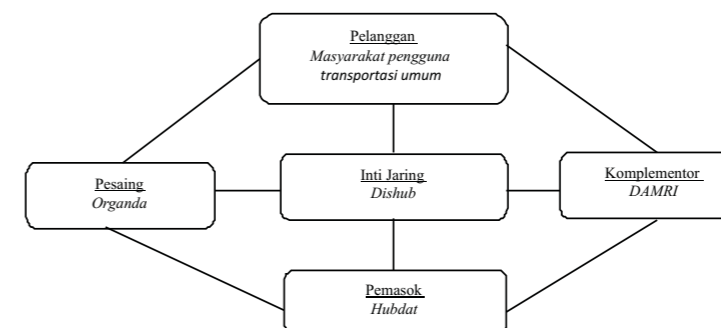 Pelanggan
Masyarakat pengguna
transportasi umum
Pesaing
Organda
Inti Jaring
Dishub
Komplementor
DAMRI
Pemasok
Hubdat